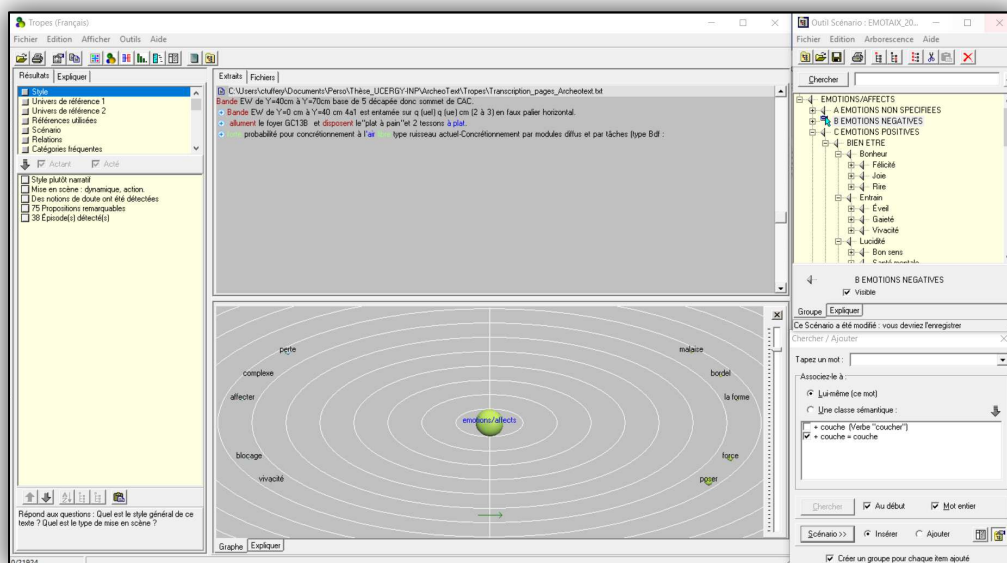 Tropes (Français)
Fichier Edition Afficher Outils Aide
Résultats Expliquer
Style
Univers de référence 1
Univers de référence 2
Références utilisées
Scénario
Relations
Catégories fréquentes
Actant Acté
Style plutôt narratif
Mise en scène : dynamique, action.
Des notions de doute ont été détectées
75 Propositions remarquables
38 Épisode(s) détecté(s)
Répond aux questions : Quel est le style général de ce
texte ? Quel est le type de mise en scène ?
0/21924
Extraits Fichiers
C:\Users\ctuffery\Documents\Perso\Thèse_UCERGY-INP\ArcheoText\Tropes\Transcription_pages_Archeotext.txt
Bande EW de Y=40cm à Y=70cm base de 5 décapée donc sommet de CAC.
Bande EW de Y=0 cm à Y=40 cm 4a1 est entamée sur q (ue) q (ue) cm (2 à 3) en faux palier horizontal.
allument le foyer GC13B et disposent le"plat à pain"et 2 tessons à plat.
probabilité pour concrétionnement à l'air type ruisseau actuel-Concrétionnement par modules diffus et par tâches (type Bdf :
perte
malaise
complexe
bordel
affecter
la forme
emotions/affects
blocage
force
vivacité
poser
Graphe Expliquer
Outil Scénario : EMOTAIX_20...
Fichier Edition Arborescence Aide
Chercher
EMOTIONS/AFFECTS
A EMOTIONS NON SPECIFIEES
B EMOTIONS NEGATIVES
C EMOTIONS POSITIVES
BIEN ETRE
Bonheur
Félicité
Joie
Rire
Entrain
Éveil
Gaieté
Vivacité
Lucidité
Bon sens
Santé mentale
B EMOTIONS NEGATIVES
Visible
Groupe Expliquer
Ce Scénario a été modifié : vous devriez l'enregistrer
Chercher / Ajouter
Tapez un mot :
Associez-le à :
Lui-même (ce mot)
Une classe sémantique :
+ couche (Verbe "coucher")
+ couche = couche
Chercher Au début Mot entier
Scénario >> Insérer Ajouter
Créer un groupe pour chaque item ajouté